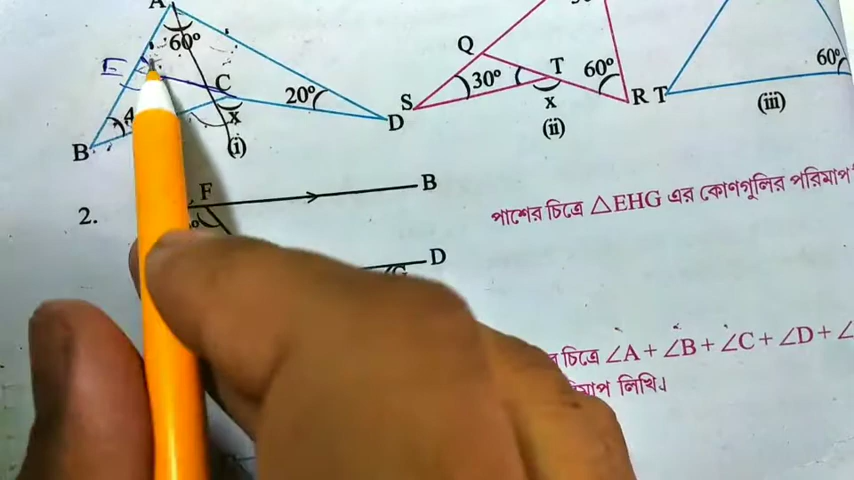 A
60°
E
C
20°
x
D
B
(i)
Q
T
S
30°
60°
R
x
(ii)
T
60°
(iii)
2.
F
B
D
G
পাশের চিত্রে △EHG এর কোণগুলির পরিমাপ
চিত্রে ∠A + ∠B + ∠C + ∠D + ∠
লিখি।